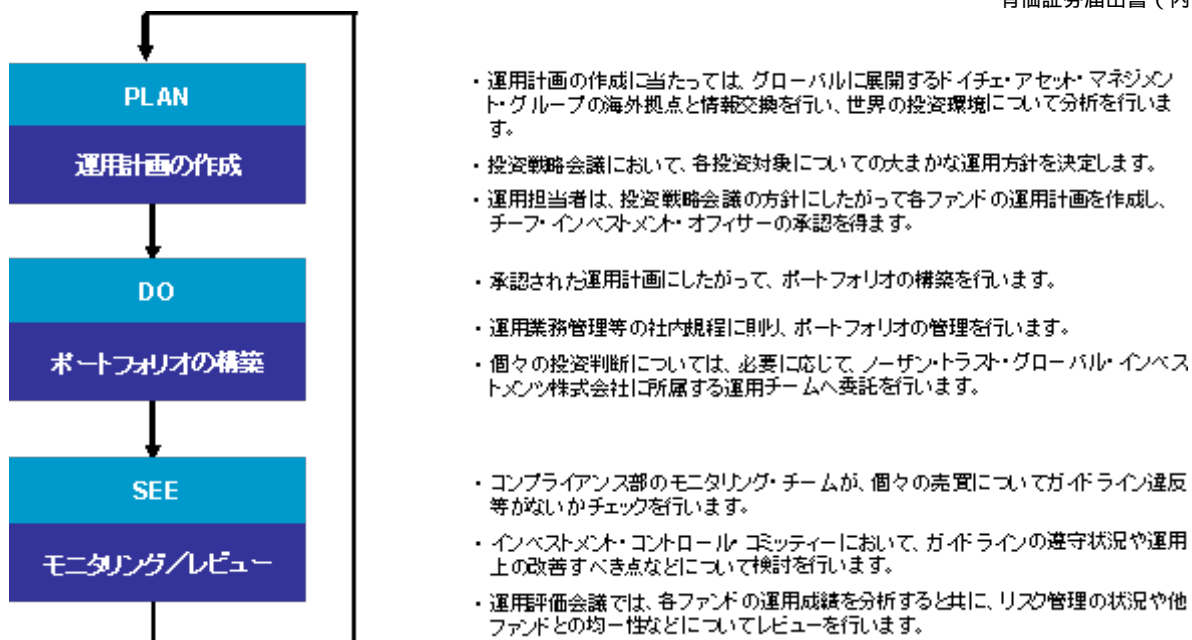 有価証券届出書（内
PLAN
運用計画の作成
・運用計画の作成に当たっては、グローバルに展開するドイチェ・アセット・マネジメン
ト・グループの海外拠点と情報交換を行い、世界の投資環境について分析を行いま
す。
・投資戦略会議において、各投資対象についての大まかな運用方針を決定します。
・運用担当者は、投資戦略会議の方針にしたがって各ファンドの運用計画を作成し、
チーフ・インベストメント・オフィサーの承認を得ます。
DO
ポートフォリオの構築
・承認された運用計画にしたがって、ポートフォリオの構築を行います。
・運用業務管理等の社内規程に則り、ポートフォリオの管理を行います。
・個々の投資判断については、必要に応じて、ノーザン・トラスト・グローバル・インベス
トメンツ株式会社に所属する運用チームへ委託を行います。
SEE
モニタリング／レビュー
・コンプライアンス部のモニタリング・チームが、個々の売買についてガイドライン違反
等がないかチェックを行います。
・インベストメント・コントロール・コミッティーにおいて、ガイドラインの遵守状況や運用
上の改善すべき点などについて検討を行います。
・運用評価会議では、各ファンドの運用成績を分析すると共に、リスク管理の状況や他
ファンドとの均一性などについてレビューを行います。